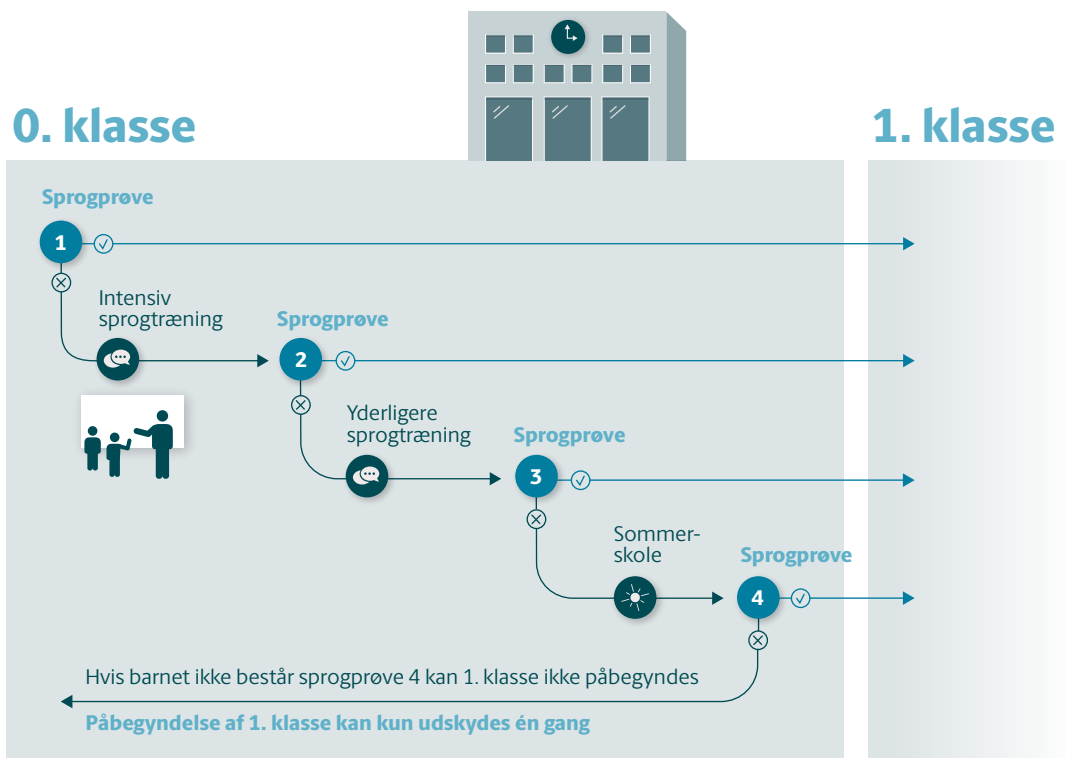 0. klasse
1. klasse
Sprogprøve
1
Intensiv
sprogtræning
Sprogprøve
2
Yderligere
sprogtræning
Sprogprøve
3
Sommer-
skole
Sprogprøve
4
Hvis barnet ikke består sprogprøve 4 kan 1. klasse ikke påbegyndes
Påbegyndelse af 1. klasse kan kun udskydes én gang